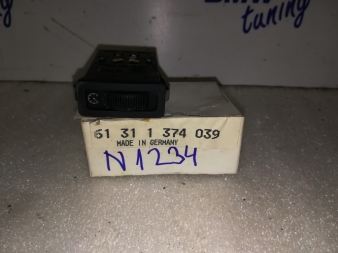 tuning
61 31 1 374 039
MADE IN GERMANY
N1234